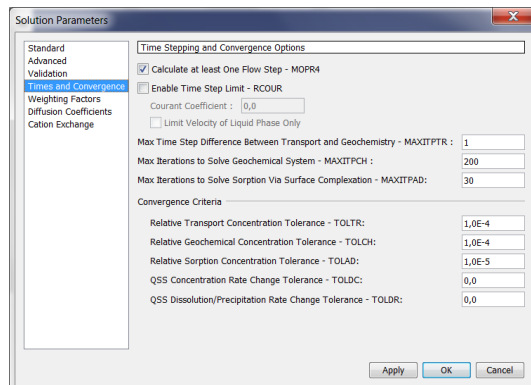 Solution Parameters
Standard
Advanced
Validation
Times and Convergence
Weighting Factors
Diffusion Coefficients
Cation Exchange
Time Stepping and Convergence Options
Calculate at least One Flow Step - MOPR4
Enable Time Step Limit - RCOUR
Courant Coefficient : 0,0
Limit Velocity of Liquid Phase Only
Max Time Step Difference Between Transport and Geochemistry - MAXITPTR : 1
Max Iterations to Solve Geochemical System - MAXITPCH : 200
Max Iterations to Solve Sorption Via Surface Complexation - MAXITPAD: 30
Convergence Criteria
Relative Transport Concentration Tolerance - TOLTR: 1,0E-4
Relative Geochemical Concentration Tolerance - TOLCH: 1,0E-4
Relative Sorption Concentration Tolerance - TOLAD: 1,0E-5
QSS Concentration Rate Change Tolerance - TOLDC: 0,0
QSS Dissolution/Precipitation Rate Change Tolerance - TOLDR: 0,0
Apply OK Cancel